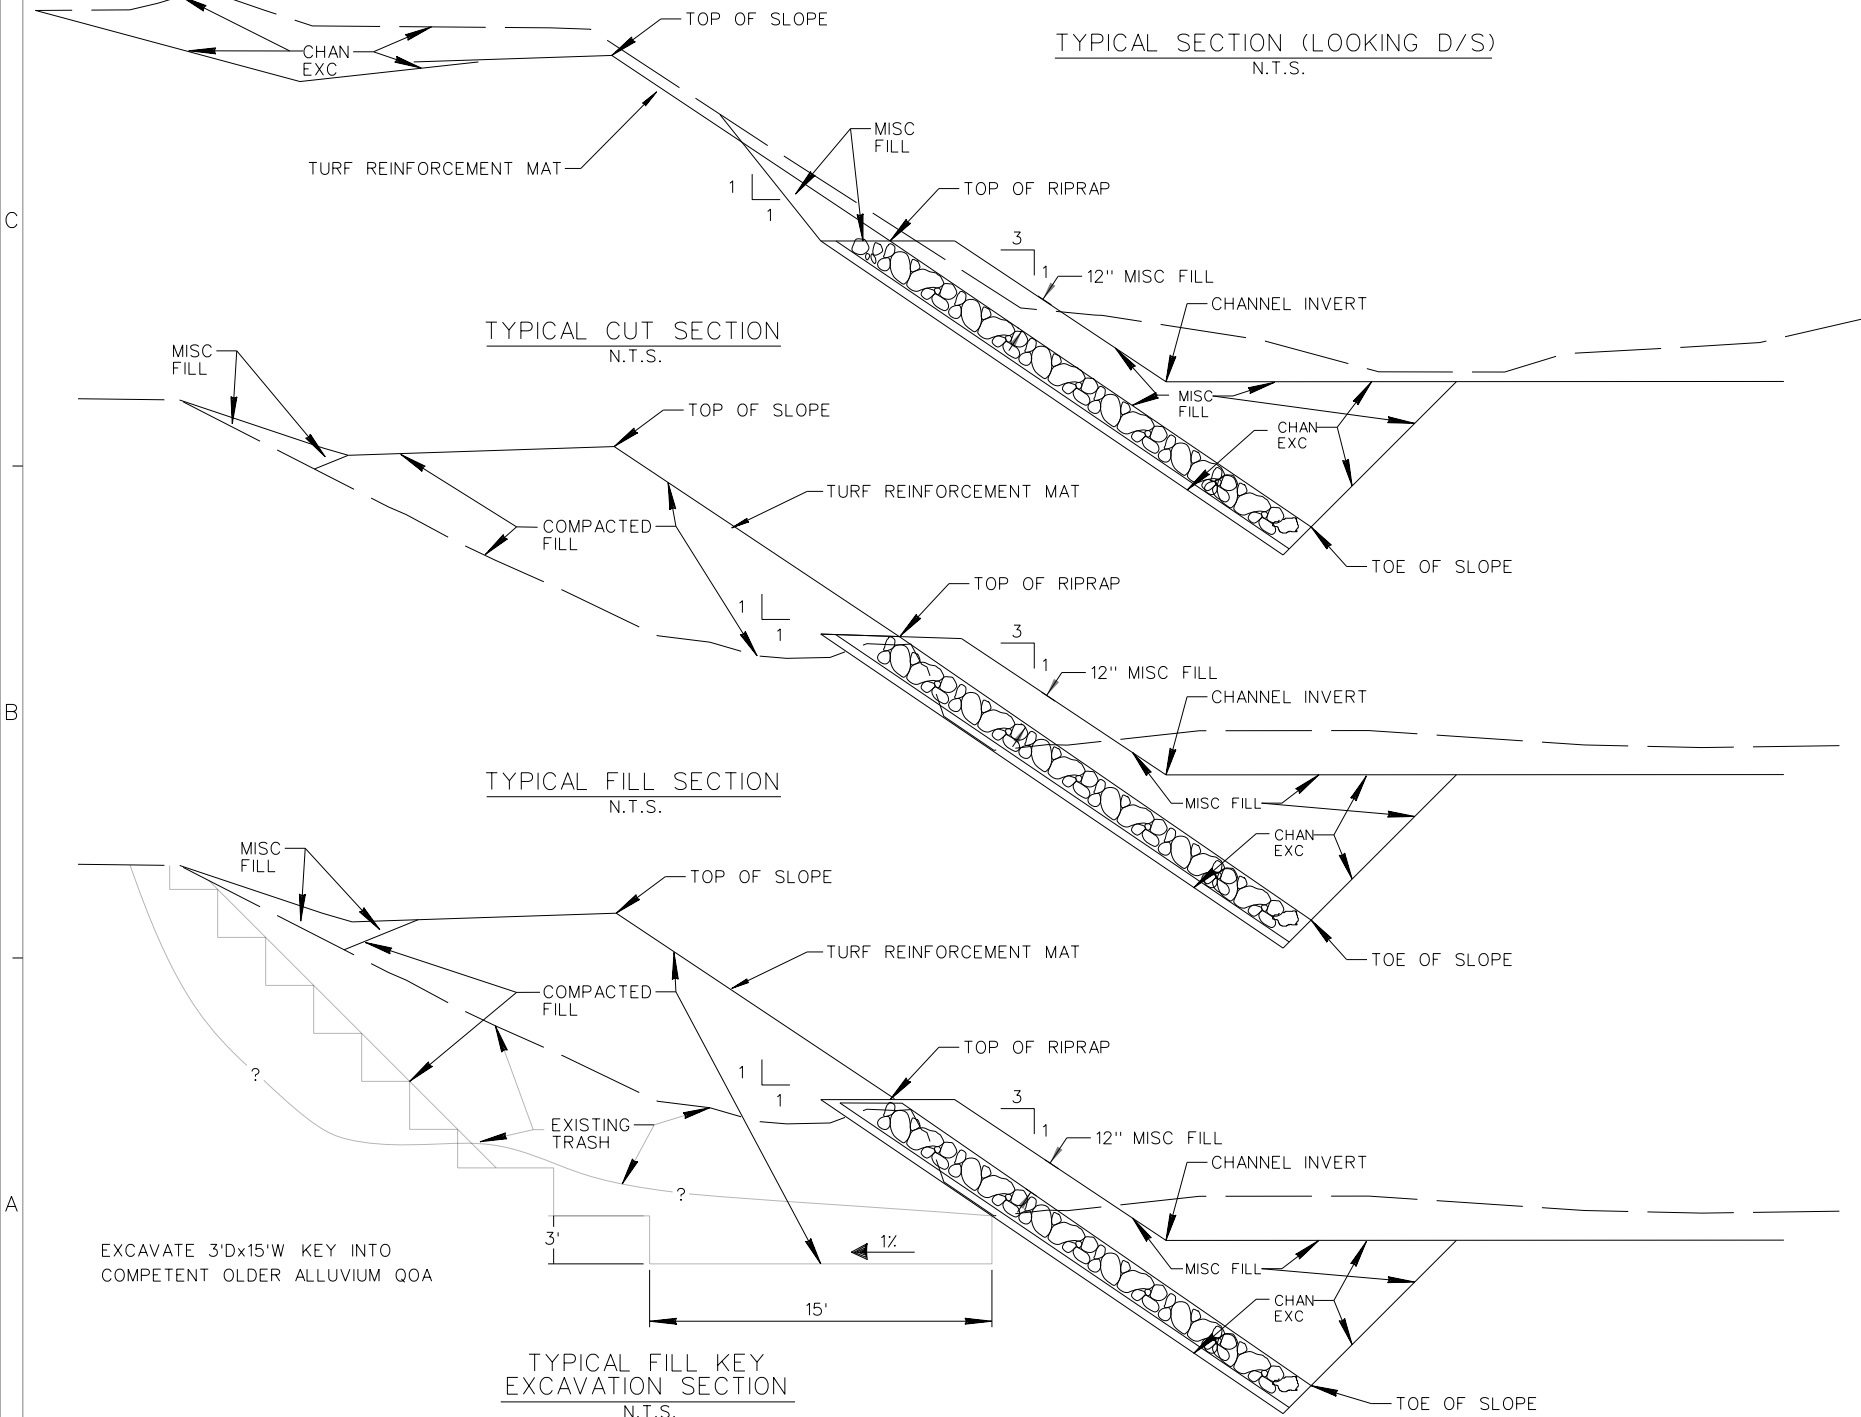 TOP OF SLOPE
TYPICAL SECTION (LOOKING D/S)
N.T.S.
CHAN
EXC
MISC
FILL
TURF REINFORCEMENT MAT
1
1
TOP OF RIPRAP
C
3
1
12" MISC FILL
CHANNEL INVERT
TYPICAL CUT SECTION
N.T.S.
MISC
FILL
MISC
FILL
TOP OF SLOPE
CHAN
EXC
TURF REINFORCEMENT MAT
COMPACTED
FILL
TOE OF SLOPE
TOP OF RIPRAP
1
1
3
1
12" MISC FILL
CHANNEL INVERT
B
TYPICAL FILL SECTION
N.T.S.
MISC FILL
CHAN
EXC
MISC
FILL
TOP OF SLOPE
TURF REINFORCEMENT MAT
TOE OF SLOPE
COMPACTED
FILL
TOP OF RIPRAP
?
1
1
3
1
EXISTING
TRASH
12" MISC FILL
CHANNEL INVERT
?
A
3'
1%
EXCAVATE 3'Dx15'W KEY INTO
COMPETENT OLDER ALLUVIUM QOA
MISC FILL
CHAN
EXC
15'
TYPICAL FILL KEY
EXCAVATION SECTION
N.T.S.
TOE OF SLOPE